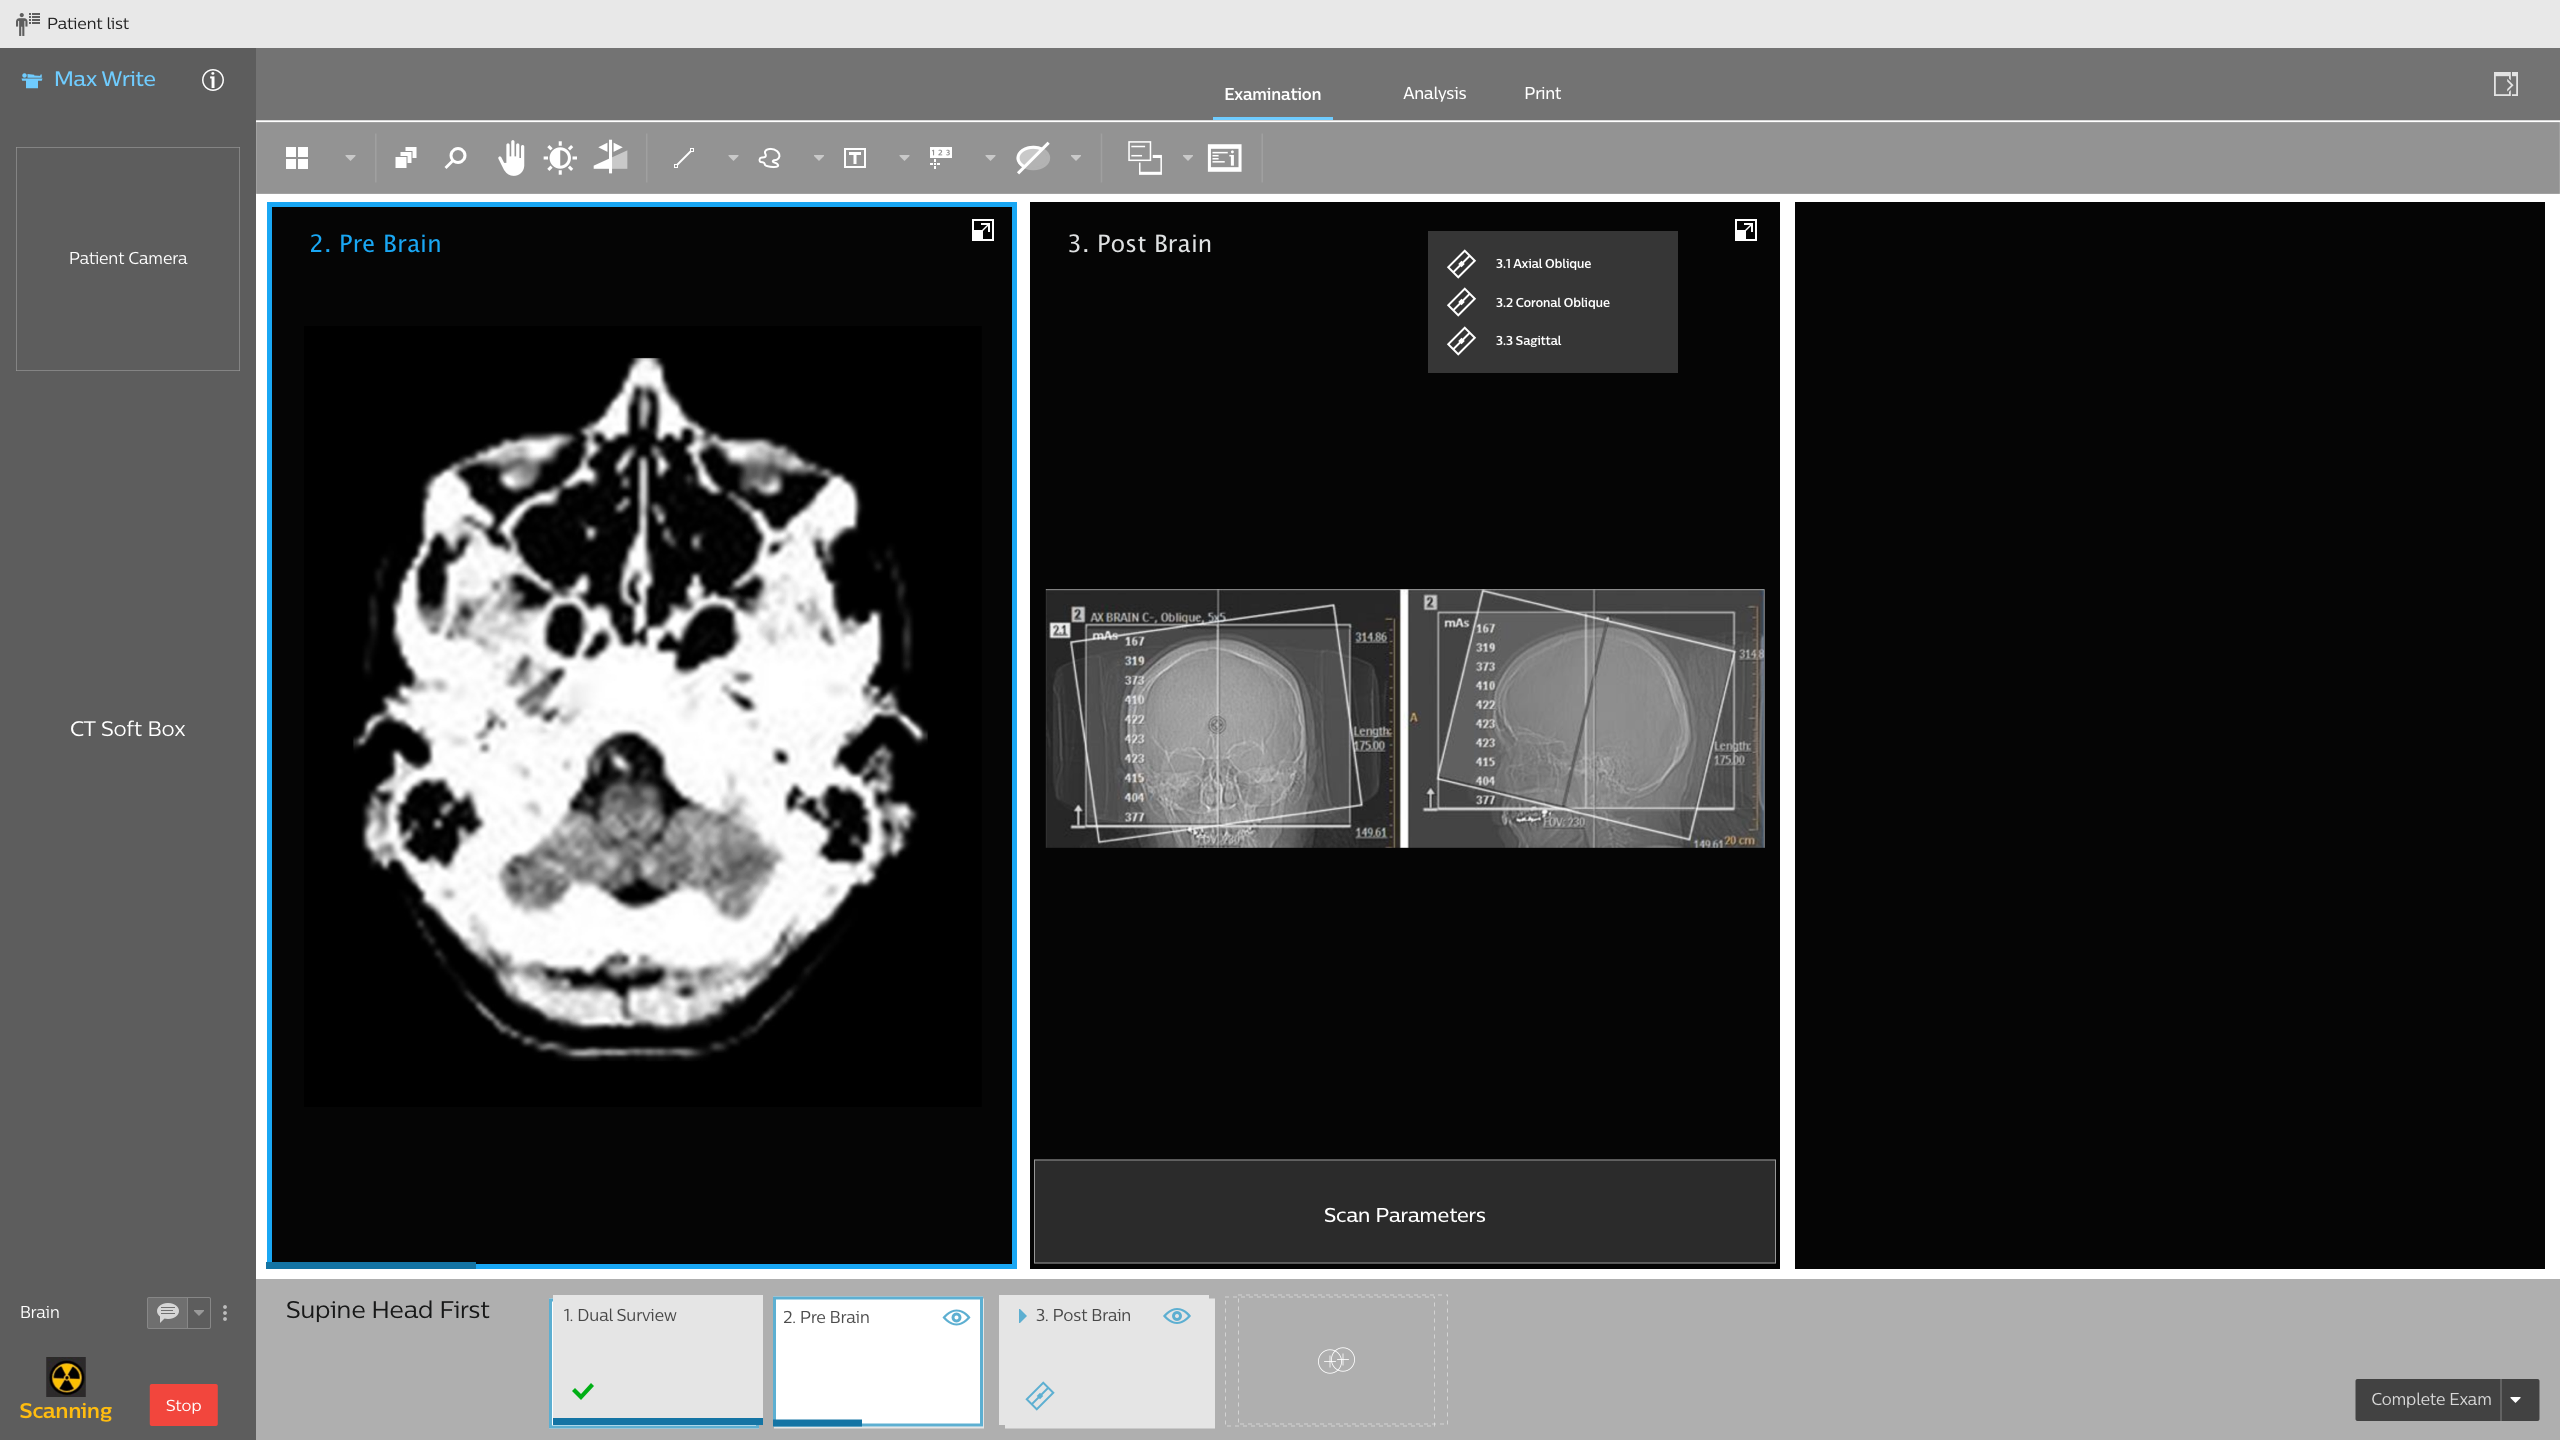 Patient list
Max Write
Examination
Analysis
Print
T
1 2 3
Patient Camera
CT Soft Box
2. Pre Brain
3. Post Brain
3.1 Axial Oblique
3.2 Coronal Oblique
3.3 Sagittal
2 AX BRAIN C-, Oblique, 5x5
2.1
mAs
167
319
373
410
422
423
423
415
404
377
314.86
Length:
175.00
149.61
2
mAs
167
319
373
410
422
423
423
415
404
377
314.8
A
Length:
175.00
FOV: 230
149.61
20 cm
Scan Parameters
Brain
Scanning
Stop
Supine Head First
1. Dual Surview
2. Pre Brain
3. Post Brain
Complete Exam